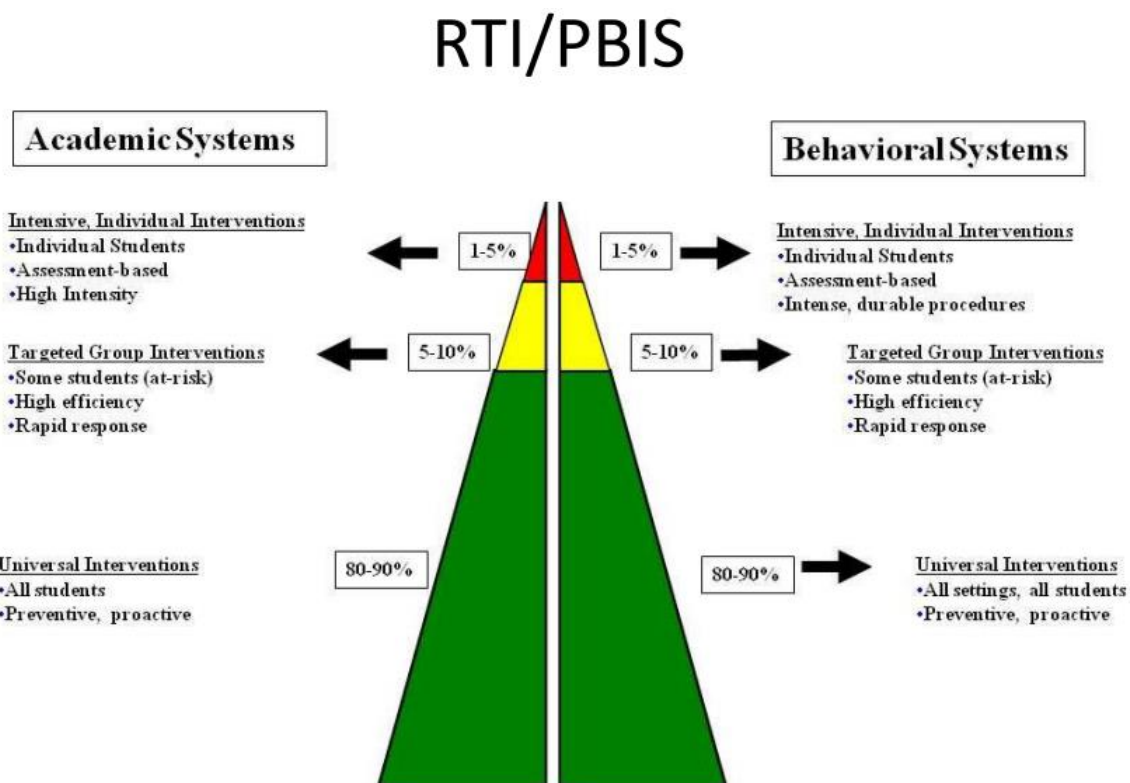 RTI/PBIS
Academic Systems
Intensive, Individual Interventions
•Individual Students
•Assessment-based
•High Intensity
1-5%
Targeted Group Interventions
•Some students (at-risk)
•High efficiency
•Rapid response
5-10%
Universal Interventions
•All students
•Preventive, proactive
80-90%
Behavioral Systems
1-5%
Intensive, Individual Interventions
•Individual Students
•Assessment-based
•Intense, durable procedures
5-10%
Targeted Group Interventions
•Some students (at-risk)
•High efficiency
•Rapid response
80-90%
Universal Interventions
•All settings, all students
•Preventive, proactive